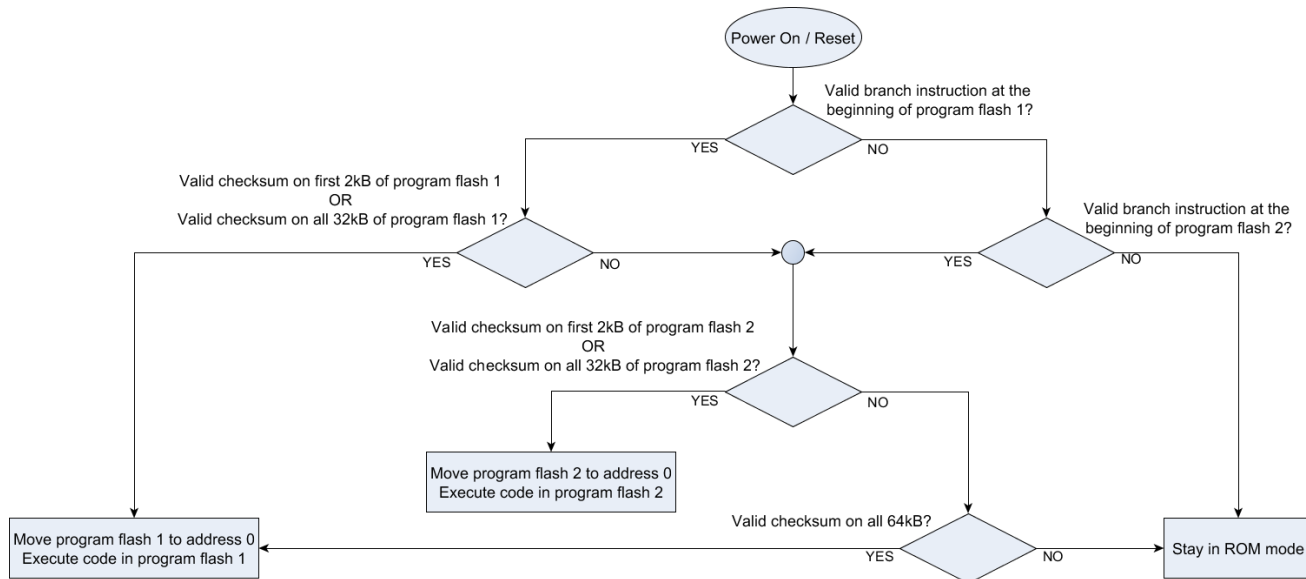 Power On / Reset
Valid branch instruction at the
beginning of program flash 1?
YES
NO
Valid checksum on first 2kB of program flash 1
OR
Valid checksum on all 32kB of program flash 1?
Valid branch instruction at the
beginning of program flash 2?
YES
NO
YES
NO
Valid checksum on first 2kB of program flash 2
OR
Valid checksum on all 32kB of program flash 2?
YES
NO
Move program flash 2 to address 0
Execute code in program flash 2
Valid checksum on all 64kB?
Move program flash 1 to address 0
Execute code in program flash 1
YES
NO
Stay in ROM mode